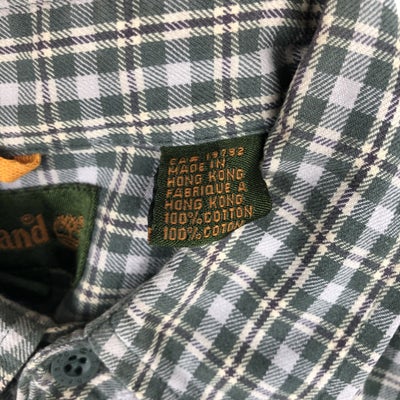 CA# 19792
MADE IN
HONG KONG
FABRIQUE A
HONG KONG
100% COTTON
100% COTON
land